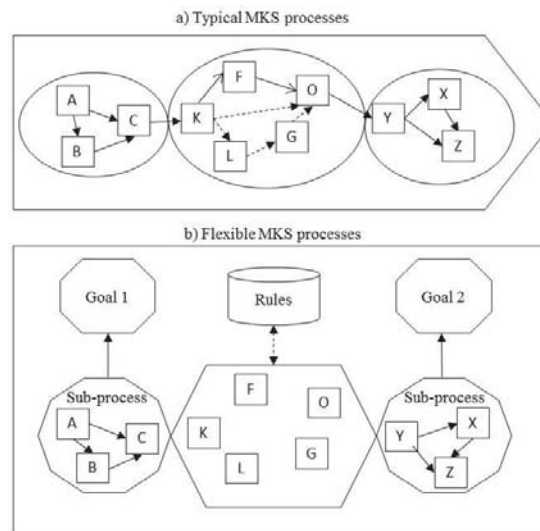 a) Typical MKS processes
A
B
C
K
F
O
L
G
Y
X
Z
b) Flexible MKS processes
Goal 1
Rules
Goal 2
Sub-process
A
B
C
F
O
K
G
L
Sub-process
Y
X
Z